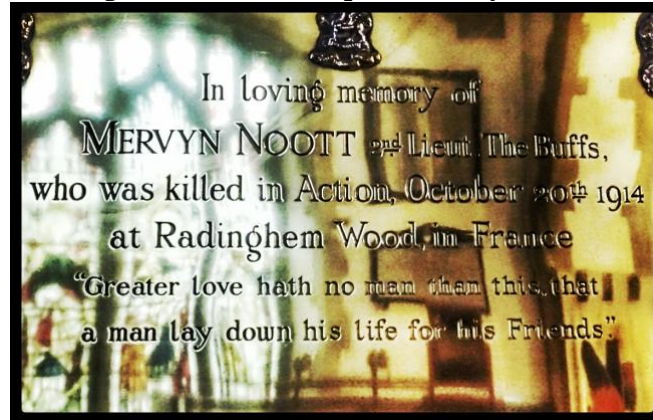 In loving memory of
MERVYN NOOTT 2nd Lieut. The Buffs,
who was killed in Action, October 20th 1914
at Radinghem Wood, in France
"Greater love hath no man than this, that
a man lay down his life for his Friends".